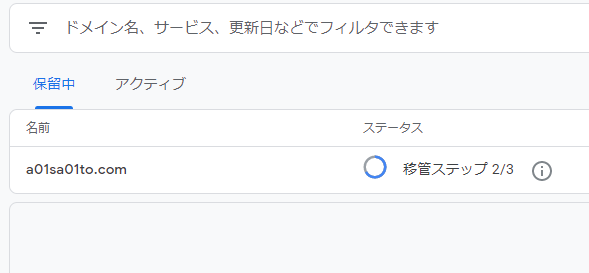 ドメイン名、サービス、更新日などでフィルタできます
保留中 アクティブ
名前 ステータス
a01sa01to.com 移管ステップ 2/3